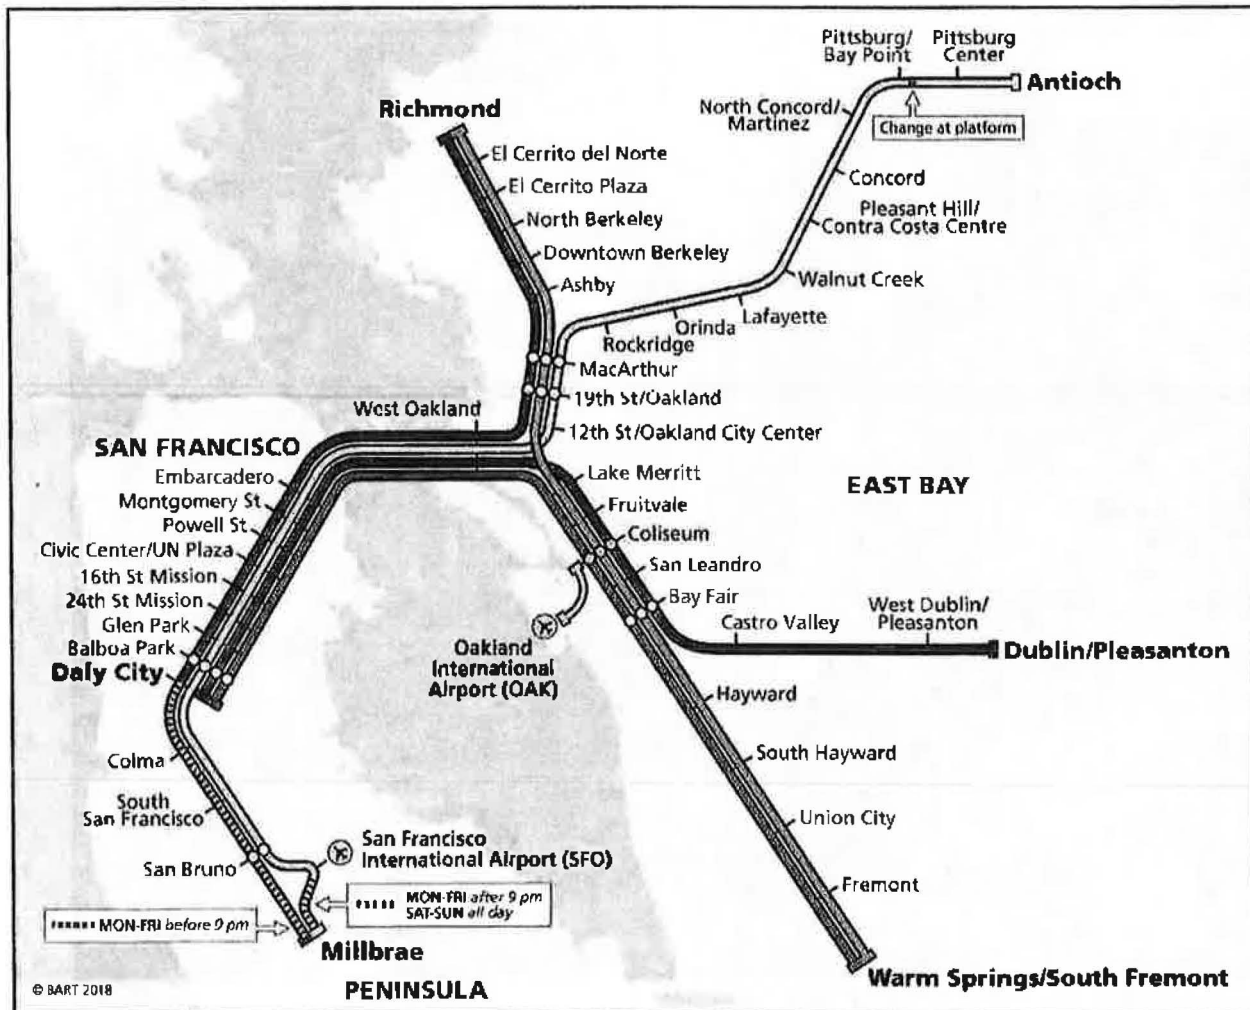 Pittsburg/
Bay Point
Pittsburg
Center
Antioch
Change at platform
North Concord/
Martinez
Concord
Pleasant Hill/
Contra Costa Centre
Walnut Creek
Lafayette
Orinda
Rockridge
Richmond
El Cerrito del Norte
El Cerrito Plaza
North Berkeley
Downtown Berkeley
Ashby
MacArthur
19th St/Oakland
12th St/Oakland City Center
West Oakland
SAN FRANCISCO
Embarcadero
Montgomery St
Powell St
Civic Center/UN Plaza
16th St Mission
24th St Mission
Glen Park
Balboa Park
Daly City
Colma
South
San Francisco
San Bruno
San Francisco
International Airport (SFO)
MON-FRI after 9 pm
SAT-SUN all day
MON-FRI before 9 pm
Millbrae
PENINSULA
EAST BAY
Lake Merritt
Fruitvale
Coliseum
San Leandro
Bay Fair
Oakland
International
Airport (OAK)
Castro Valley
West Dublin/
Pleasanton
Dublin/Pleasanton
Hayward
South Hayward
Union City
Fremont
Warm Springs/South Fremont
© BART 2018